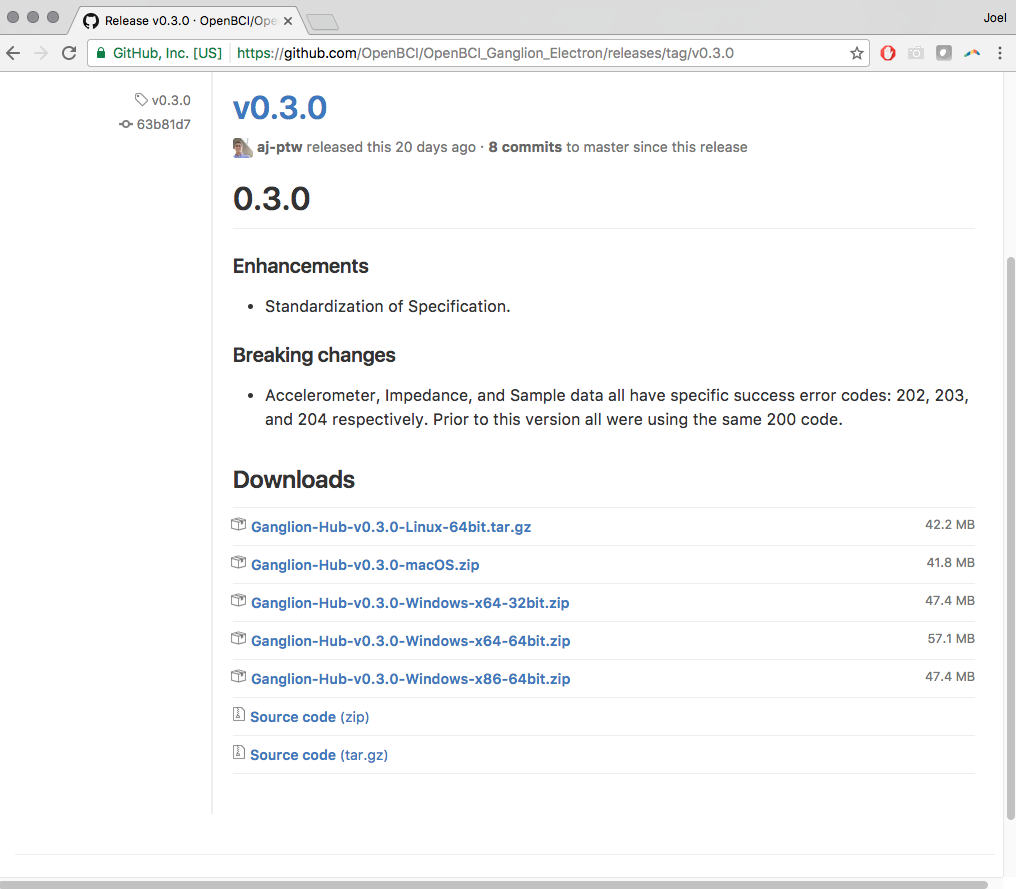 Release v0.3.0 · OpenBCI/Ope
Joel
GitHub, Inc. [US] https://github.com/OpenBCI/OpenBCI_Ganglion_Electron/releases/tag/v0.3.0
v0.3.0
63b81d7
v0.3.0
aj-ptw released this 20 days ago · 8 commits to master since this release
0.3.0
Enhancements
• Standardization of Specification.
Breaking changes
• Accelerometer, Impedance, and Sample data all have specific success error codes: 202, 203,
and 204 respectively. Prior to this version all were using the same 200 code.
Downloads
Ganglion-Hub-v0.3.0-Linux-64bit.tar.gz 42.2 MB
Ganglion-Hub-v0.3.0-macOS.zip 41.8 MB
Ganglion-Hub-v0.3.0-Windows-x64-32bit.zip 47.4 MB
Ganglion-Hub-v0.3.0-Windows-x64-64bit.zip 57.1 MB
Ganglion-Hub-v0.3.0-Windows-x86-64bit.zip 47.4 MB
Source code (zip)
Source code (tar.gz)